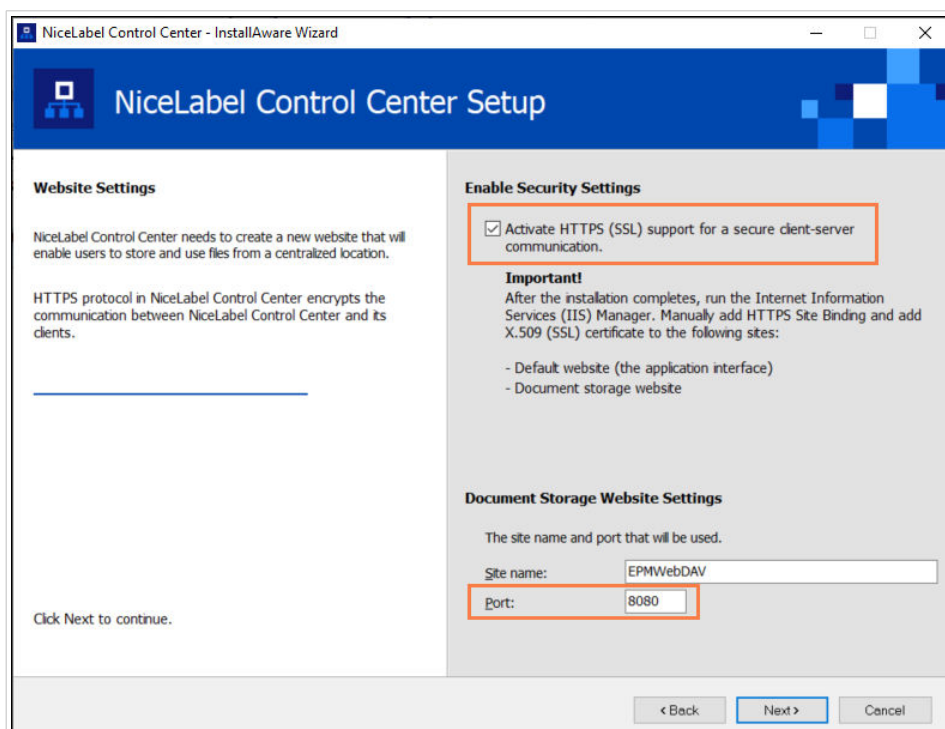 NiceLabel Control Center - InstallAware Wizard
NiceLabel Control Center Setup
Website Settings
NiceLabel Control Center needs to create a new website that will
enable users to store and use files from a centralized location.
HTTPS protocol in NiceLabel Control Center encrypts the
communication between NiceLabel Control Center and its
clients.
Click Next to continue.
Enable Security Settings
Activate HTTPS (SSL) support for a secure client-server
communication.
Important!
After the installation completes, run the Internet Information
Services (IIS) Manager. Manually add HTTPS Site Binding and add
X.509 (SSL) certificate to the following sites:
- Default website (the application interface)
- Document storage website
Document Storage Website Settings
The site name and port that will be used.
Site name: EPMWebDAV
Port: 8080
< Back Next > Cancel